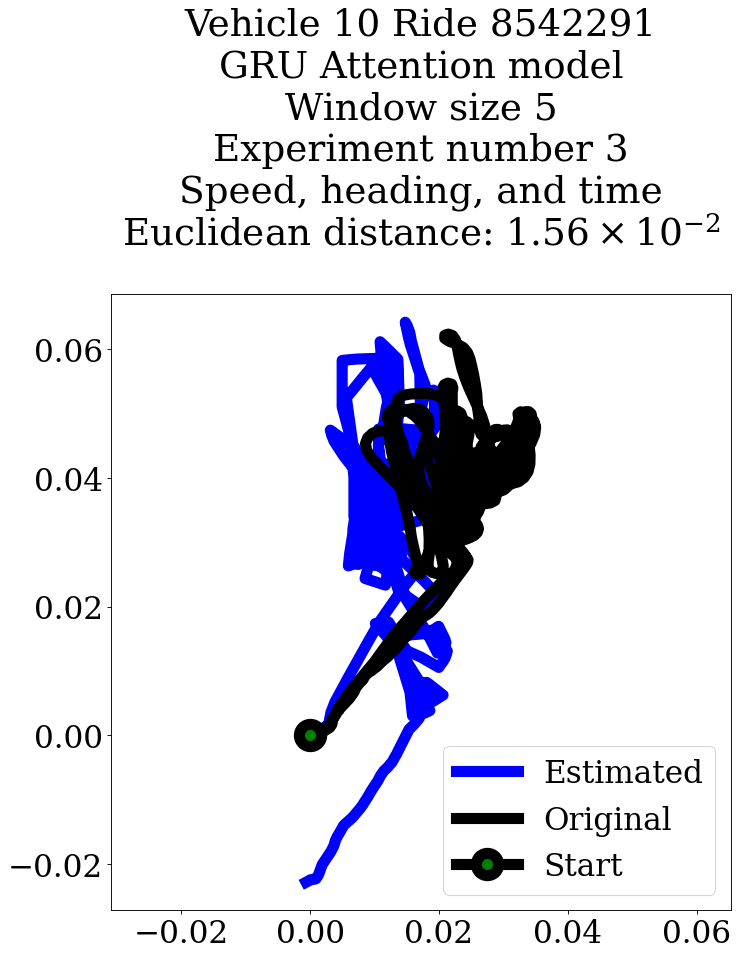 Vehicle 10 Ride 8542291
GRU Attention model
Window size 5
Experiment number 3
Speed, heading, and time
Euclidean distance: 1.56 × 10⁻²
0.06
0.04
0.02
0.00
−0.02
Estimated
Original
Start
−0.02 0.00 0.02 0.04 0.06